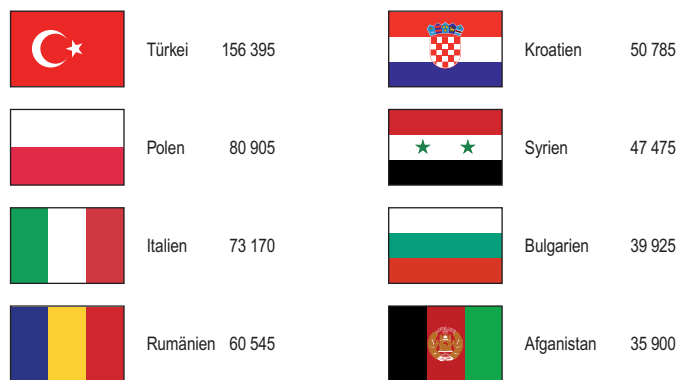 Türkei 156 395
Polen 80 905
Italien 73 170
Rumänien 60 545
Kroatien 50 785
Syrien 47 475
Bulgarien 39 925
Afganistan 35 900